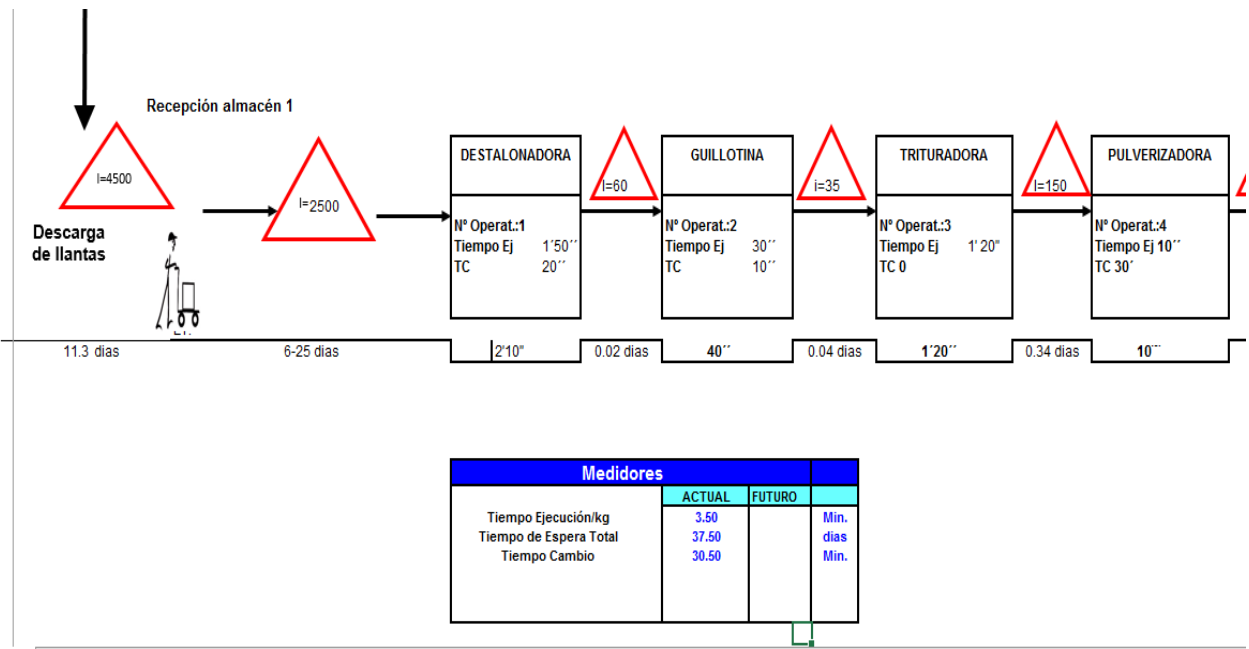 Recepción almacén 1
I=4500
I=2500
Descarga
de llantas
DESTALONADORA
Nº Operat.:1
Tiempo Ej 1´50´´
TC 20´´
I=60
GUILLOTINA
Nº Operat.:2
Tiempo Ej 30´´
TC 10´´
i=35
TRITURADORA
Nº Operat.:3
Tiempo Ej 1' 20"
TC 0
I=150
PULVERIZADORA
Nº Operat.:4
Tiempo Ej 10´´
TC 30´
11.3 dias
6-25 dias
2'10"
0.02 dias
40´´
0.04 dias
1´20´´
0.34 dias
10´´
Medidores
ACTUAL FUTURO
Tiempo Ejecución/kg 3.50 Min.
Tiempo de Espera Total 37.50 dias
Tiempo Cambio 30.50 Min.